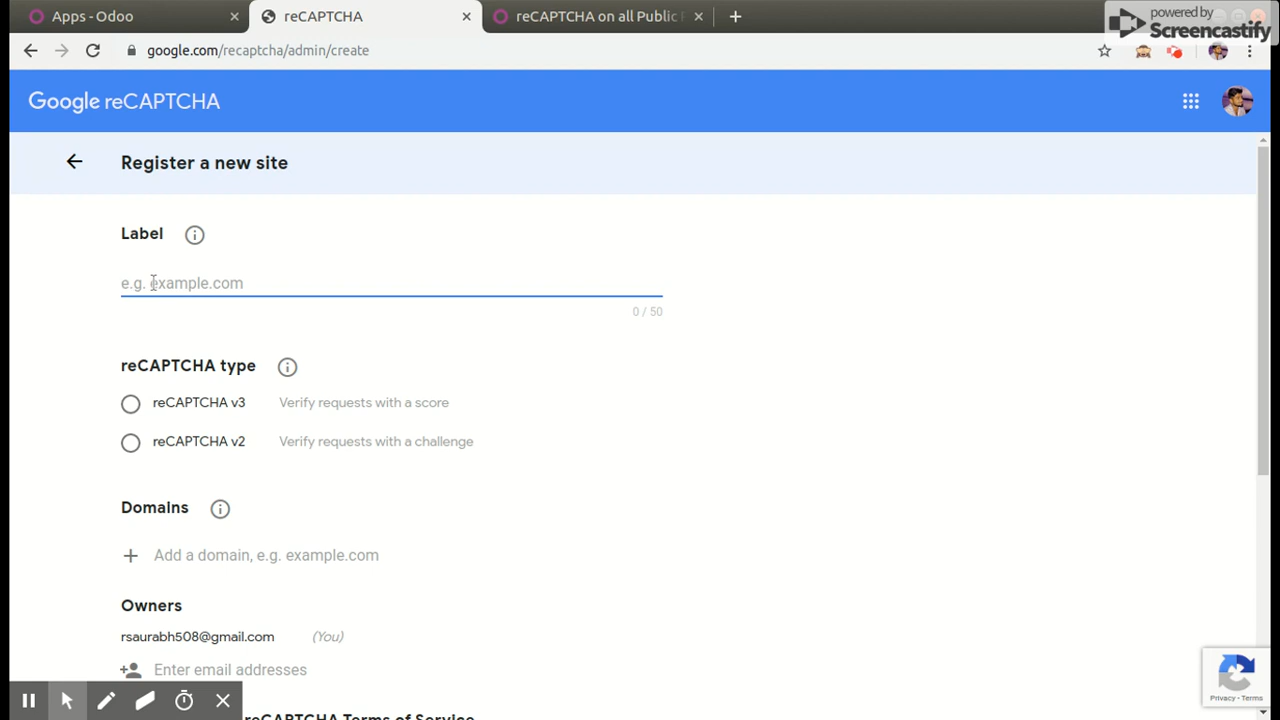 Apps - Odoo
reCAPTCHA
reCAPTCHA on all Public
powered by
Screencastify
google.com/recaptcha/admin/create
Google reCAPTCHA
Register a new site
Label
e.g. example.com
0 / 50
reCAPTCHA type
reCAPTCHA v3 Verify requests with a score
reCAPTCHA v2 Verify requests with a challenge
Domains
Add a domain, e.g. example.com
Owners
rsaurabh508@gmail.com (You)
Enter email addresses
reCAPTCHA Terms of Service
Privacy - Terms